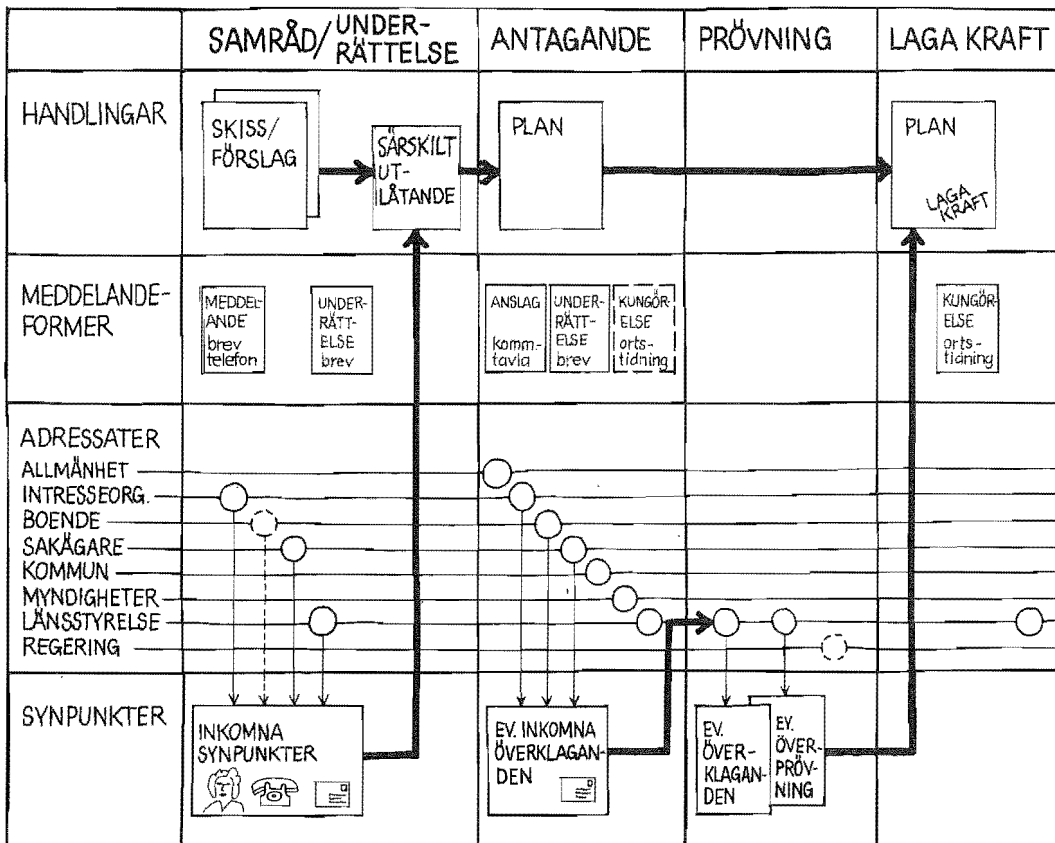 SAMRÅD/UNDER-
RÄTTELSE
ANTAGANDE
PRÖVNING
LAGA KRAFT
HANDLINGAR
SKISS/
FÖRSLAG
SÄRSKILT
UT-
LÅTANDE
PLAN
PLAN
LAGA
KRAFT
MEDDELANDE-
FORMER
MEDDEL-
ANDE
brev
telefon
UNDER-
RÄTT-
ELSE
brev
ANSLAG
komm-
tavla
UNDER-
RÄTT-
ELSE
brev
KUNGÖR-
ELSE
orts-
tidning
KUNGÖR-
ELSE
orts-
tidning
ADRESSATER
ALLMÄNHET
INTRESSEORG.
BOENDE
SAKÄGARE
KOMMUN
MYNDIGHETER
LÄNSSTYRELSE
REGERING
SYNPUNKTER
INKOMNA
SYNPUNKTER
EV. INKOMNA
ÖVERKLAGAN-
DEN
EV.
ÖVER-
KLAGAN-
DEN
EV.
ÖVER-
PRÖV-
NING